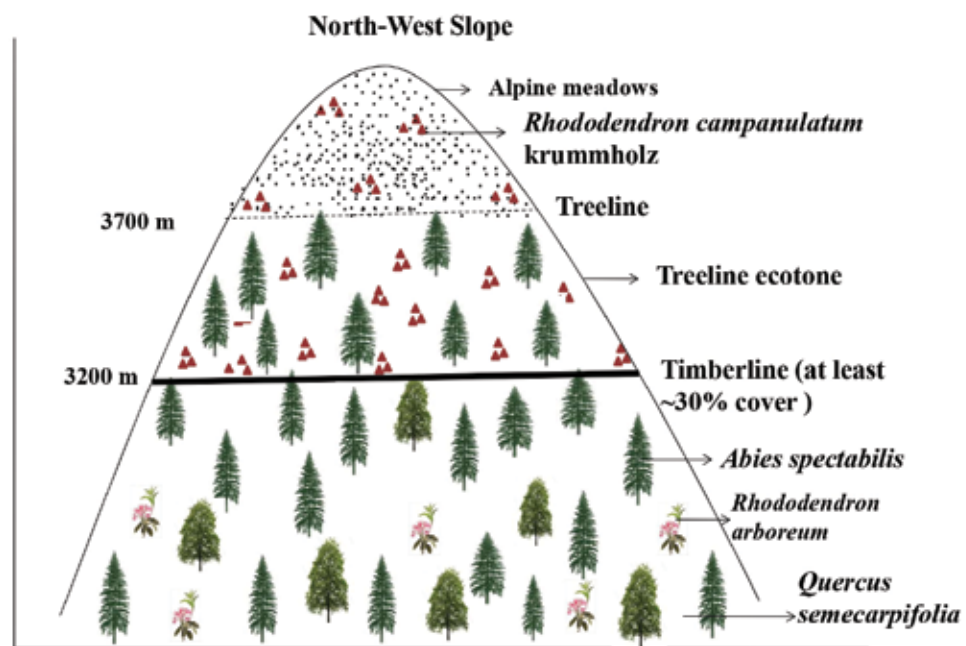 North-West Slope
Alpine meadows
Rhododendron campanulatum
krummholz
Treeline
3700 m
Treeline ecotone
3200 m
Timberline (at least
~30% cover )
Abies spectabilis
Rhododendron
arboreum
Quercus
semecarpifolia